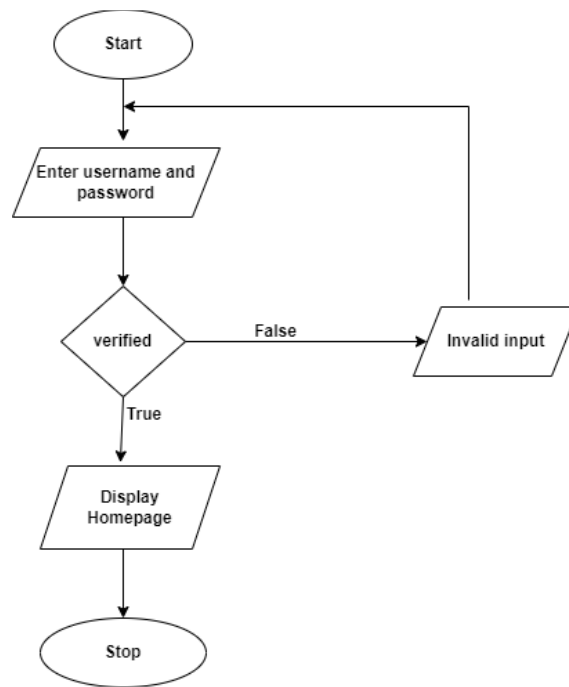 Start
Enter username and
password
verified
False
Invalid input
True
Display
Homepage
Stop